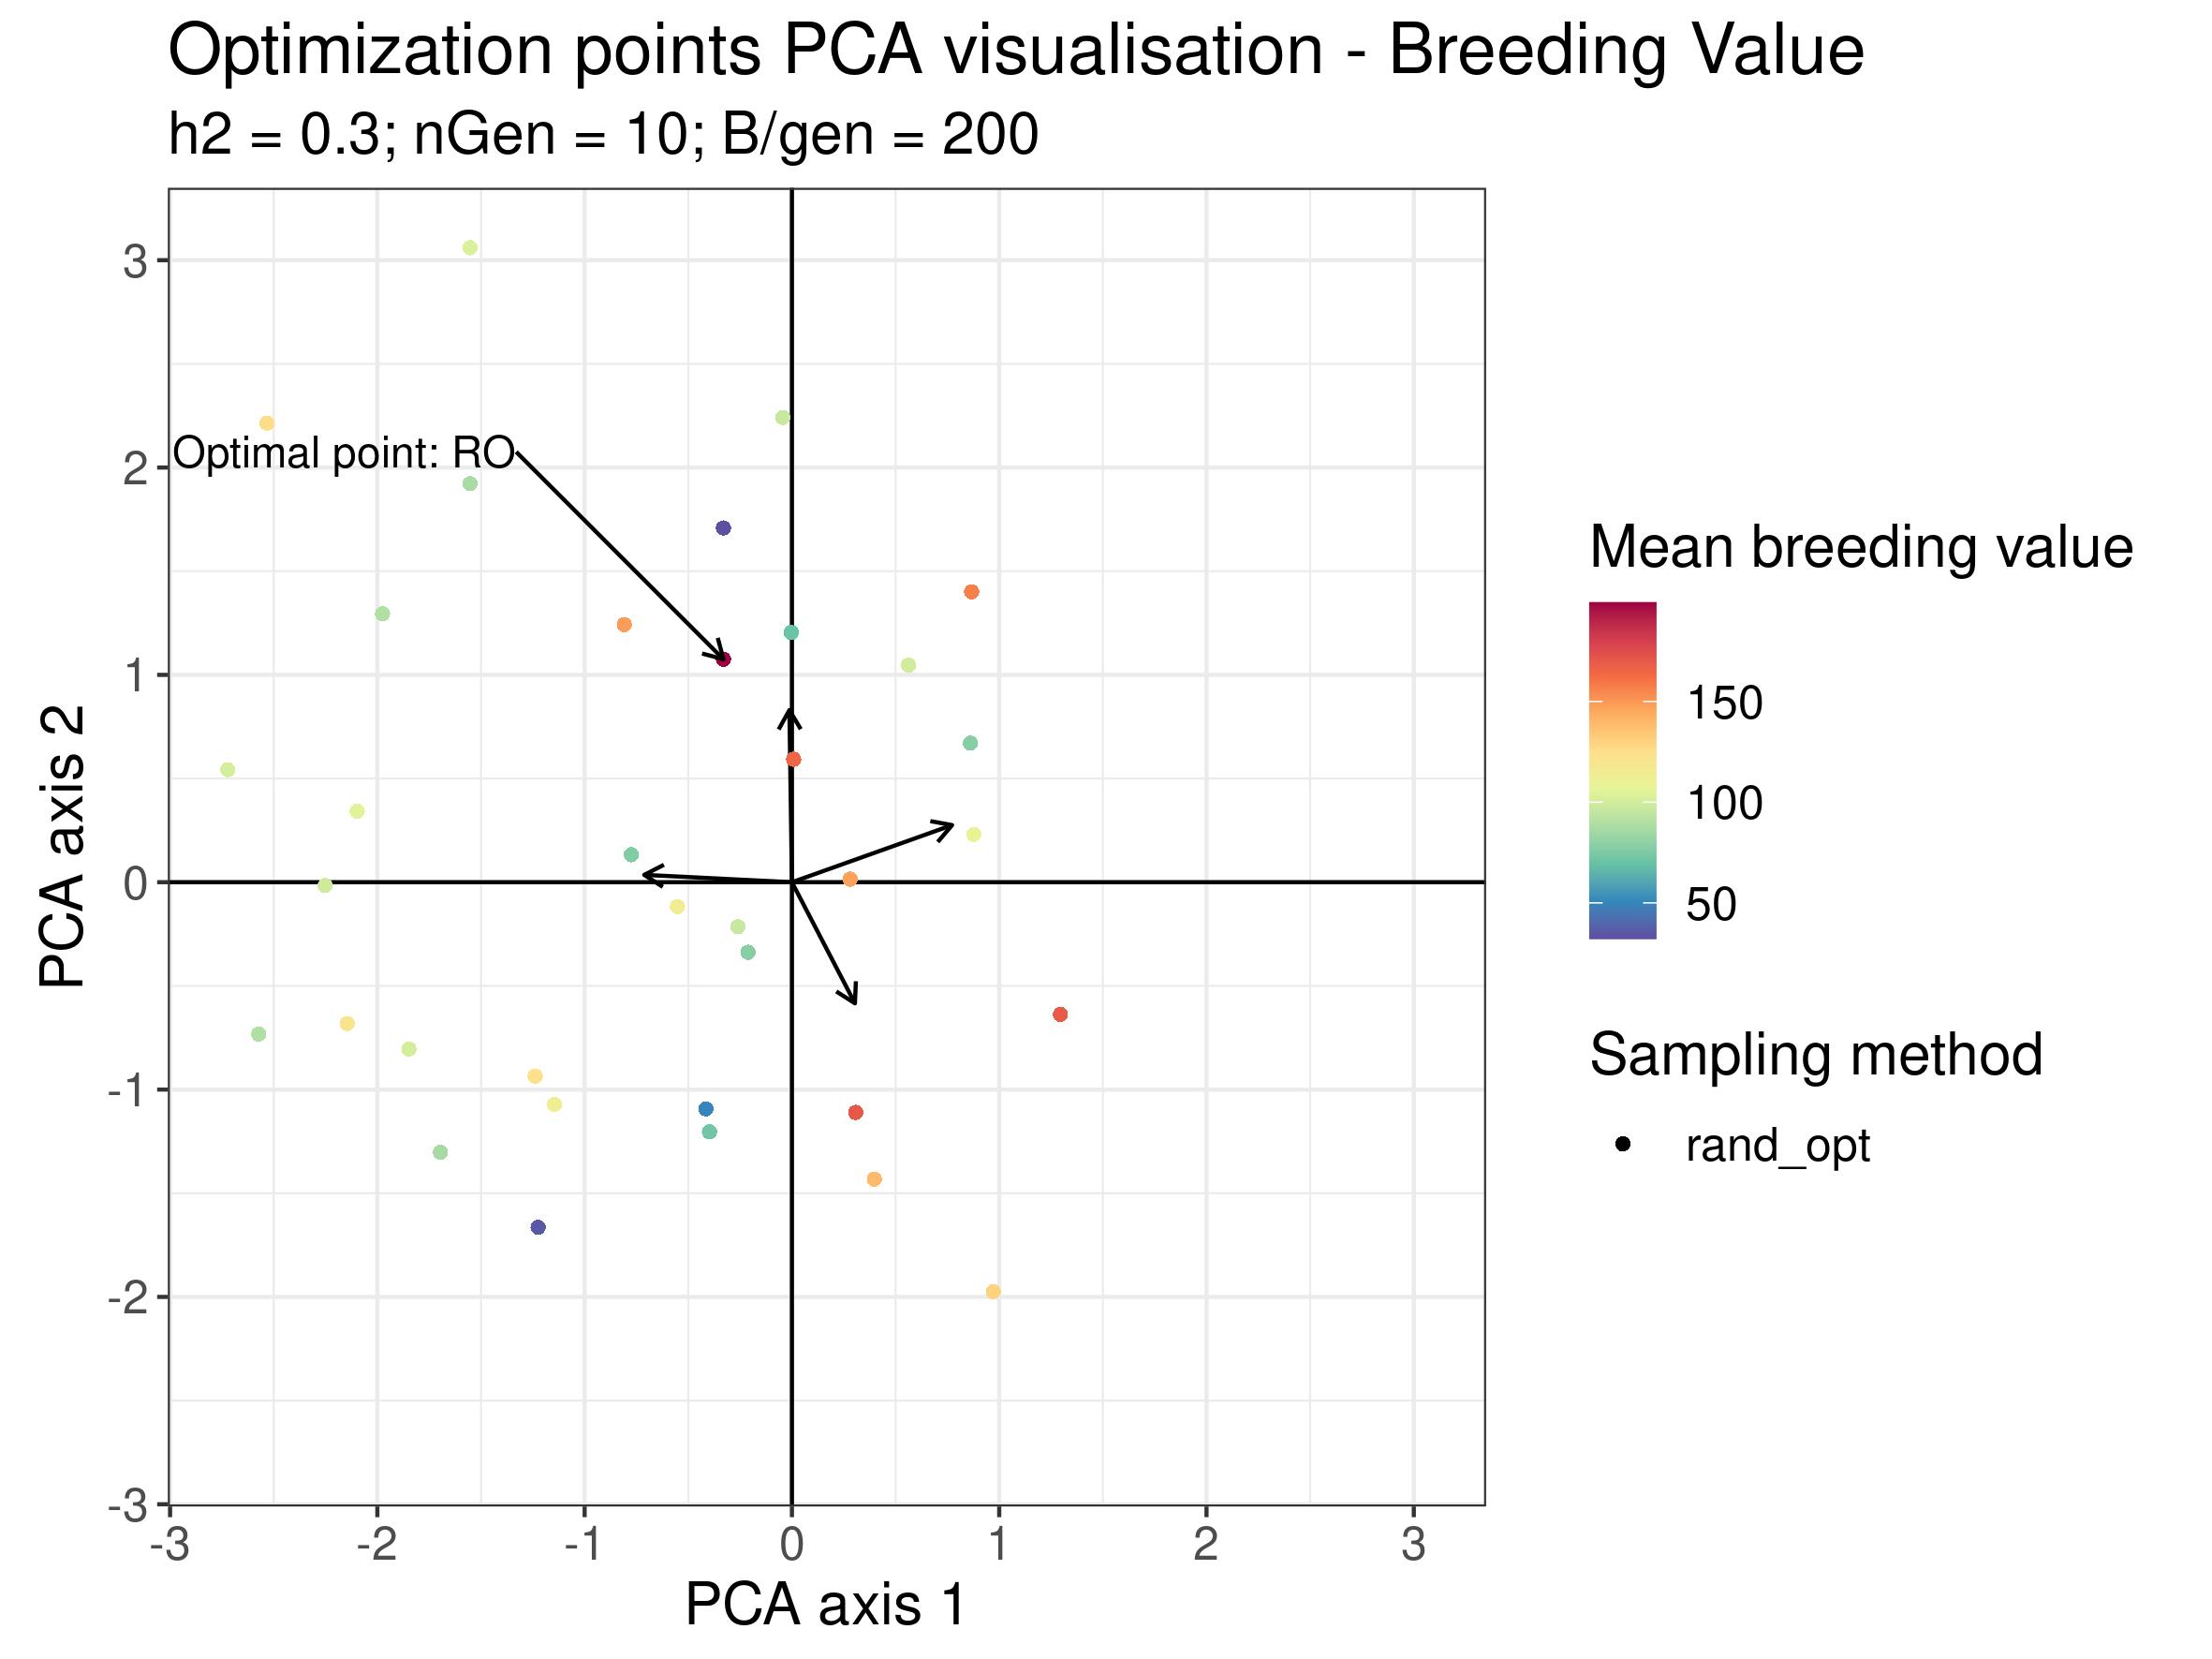 Optimization points PCA visualisation - Breeding Value
h2 = 0.3; nGen = 10; B/gen = 200
3
2
1
0
-1
-2
-3
PCA axis 2
Optimal point: RO
-3 -2 -1 0 1 2 3
PCA axis 1
Mean breeding value
150
100
50
Sampling method
rand_opt